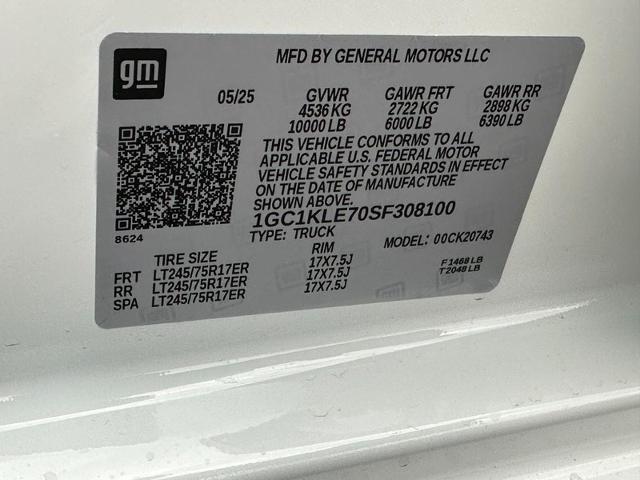 gm
MFD BY GENERAL MOTORS LLC
05/25 GVWR GAWR FRT GAWR RR
4536 KG 2722 KG 2898 KG
10000 LB 6000 LB 6390 LB
THIS VEHICLE CONFORMS TO ALL
APPLICABLE U.S. FEDERAL MOTOR
VEHICLE SAFETY STANDARDS IN EFFECT
ON THE DATE OF MANUFACTURE
SHOWN ABOVE.
1GC1KLE70SF308100
8624
TYPE: TRUCK MODEL: 00CK20743
TIRE SIZE RIM
FRT LT245/75R17ER 17X7.5J F1468 LB
RR LT245/75R17ER 17X7.5J T2048 LB
SPA LT245/75R17ER 17X7.5J